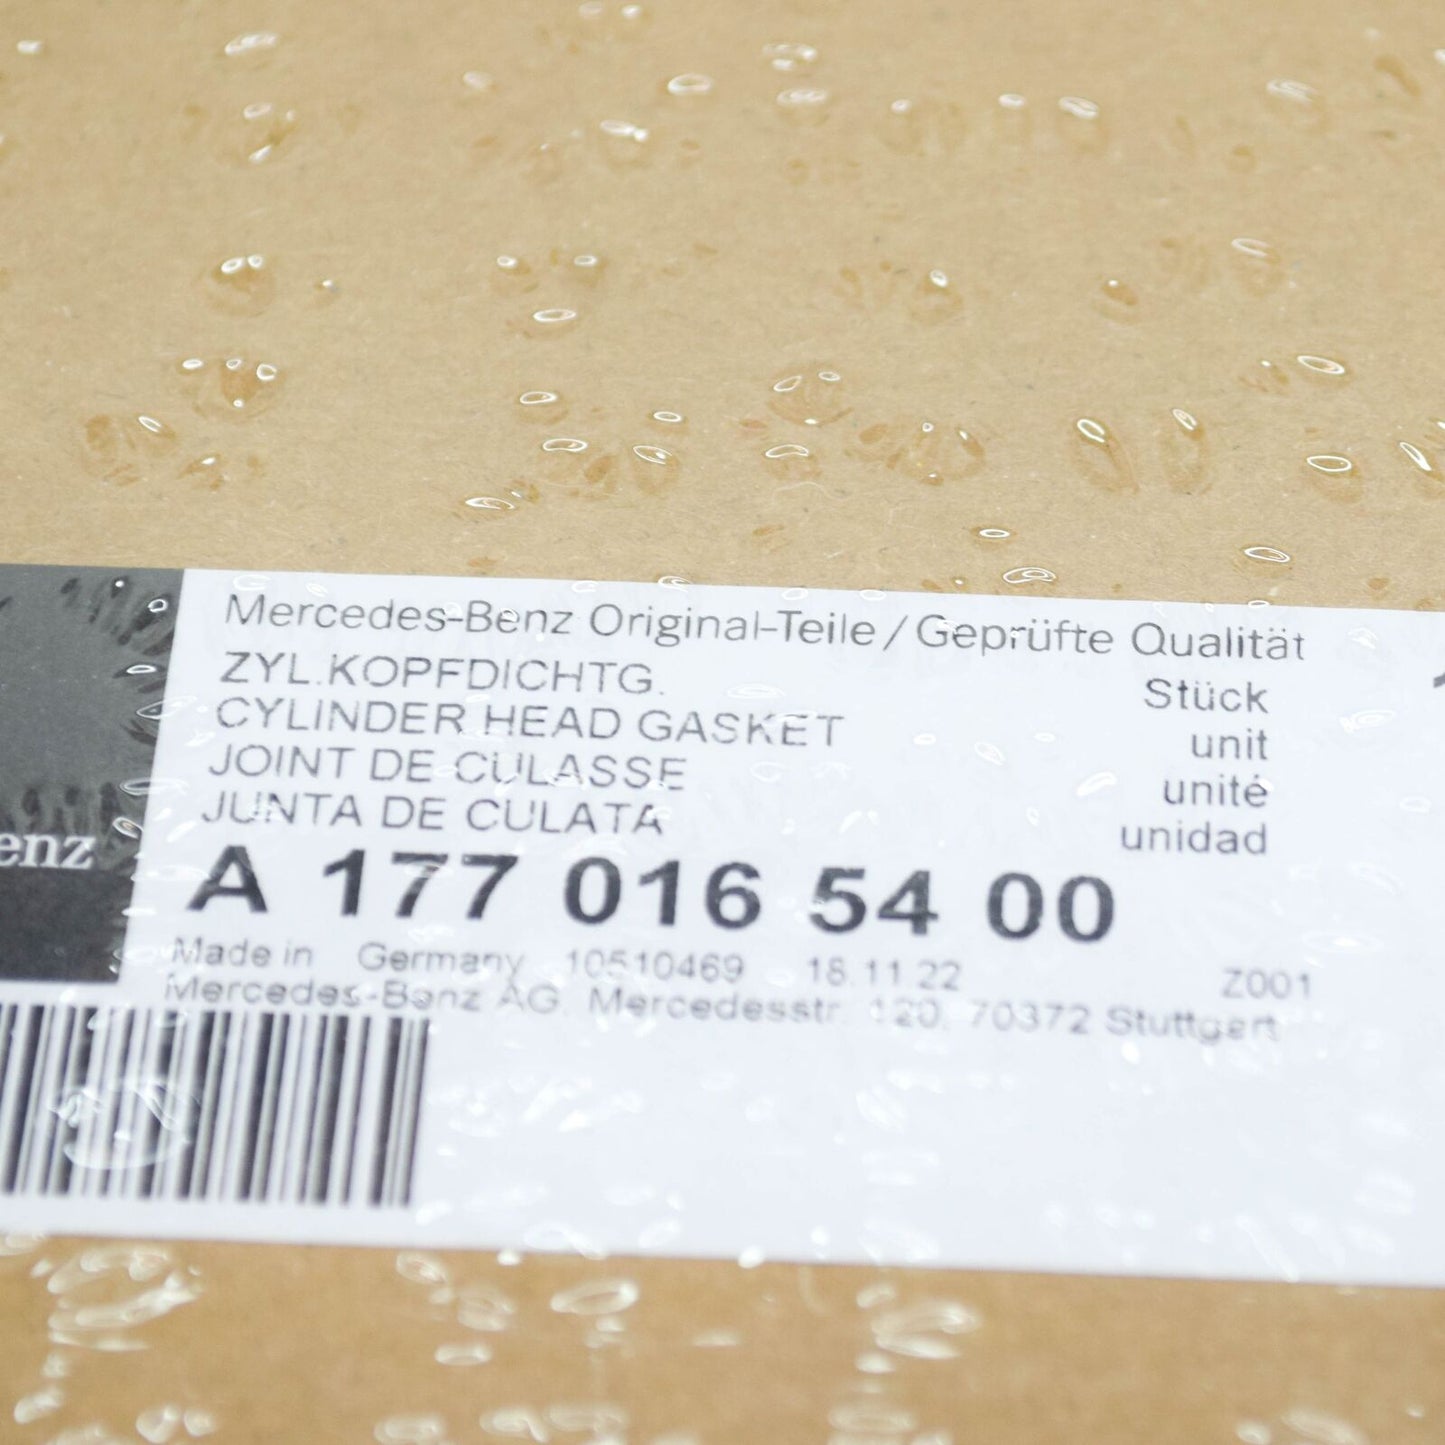 Mercedes-Benz Original-Teile / Geprüfte Qualität
ZYL.KOPFDICHTG.
CYLINDER HEAD GASKET
JOINT DE CULASSE
JUNTA DE CULATA
Stück
unit
unité
unidad
enz
A 177 016 54 00
Made in Germany 10510469 18.11.22 Z001
Mercedes-Benz AG. Mercedesstr. 120, 70372 Stuttgart